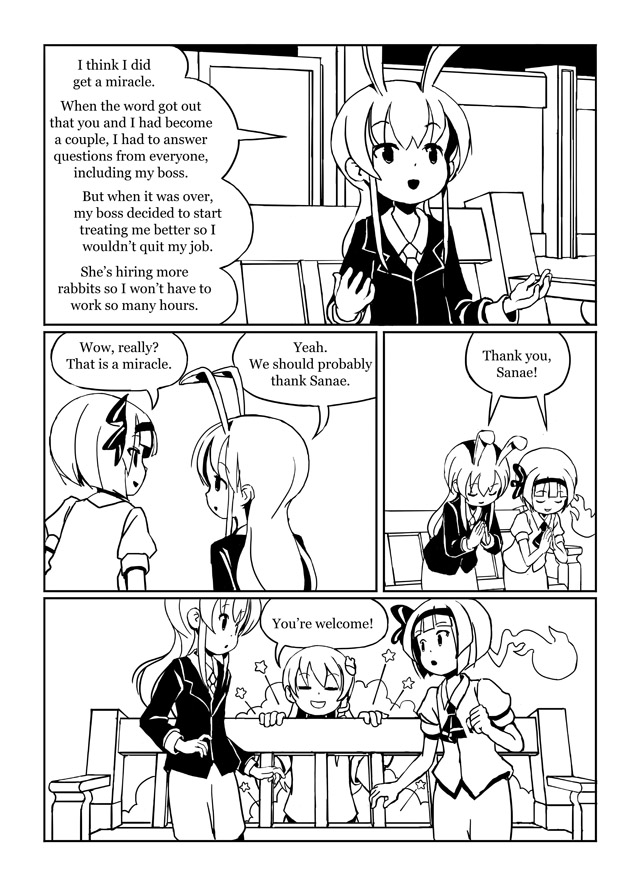 I think I did
get a miracle.
When the word got out
that you and I had become
a couple, I had to answer
questions from everyone,
including my boss.
But when it was over,
my boss decided to start
treating me better so I
wouldn't quit my job.
She's hiring more
rabbits so I won't have to
work so many hours.
Wow, really?
That is a miracle.
Yeah.
We should probably
thank Sanae.
Thank you,
Sanae!
You're welcome!